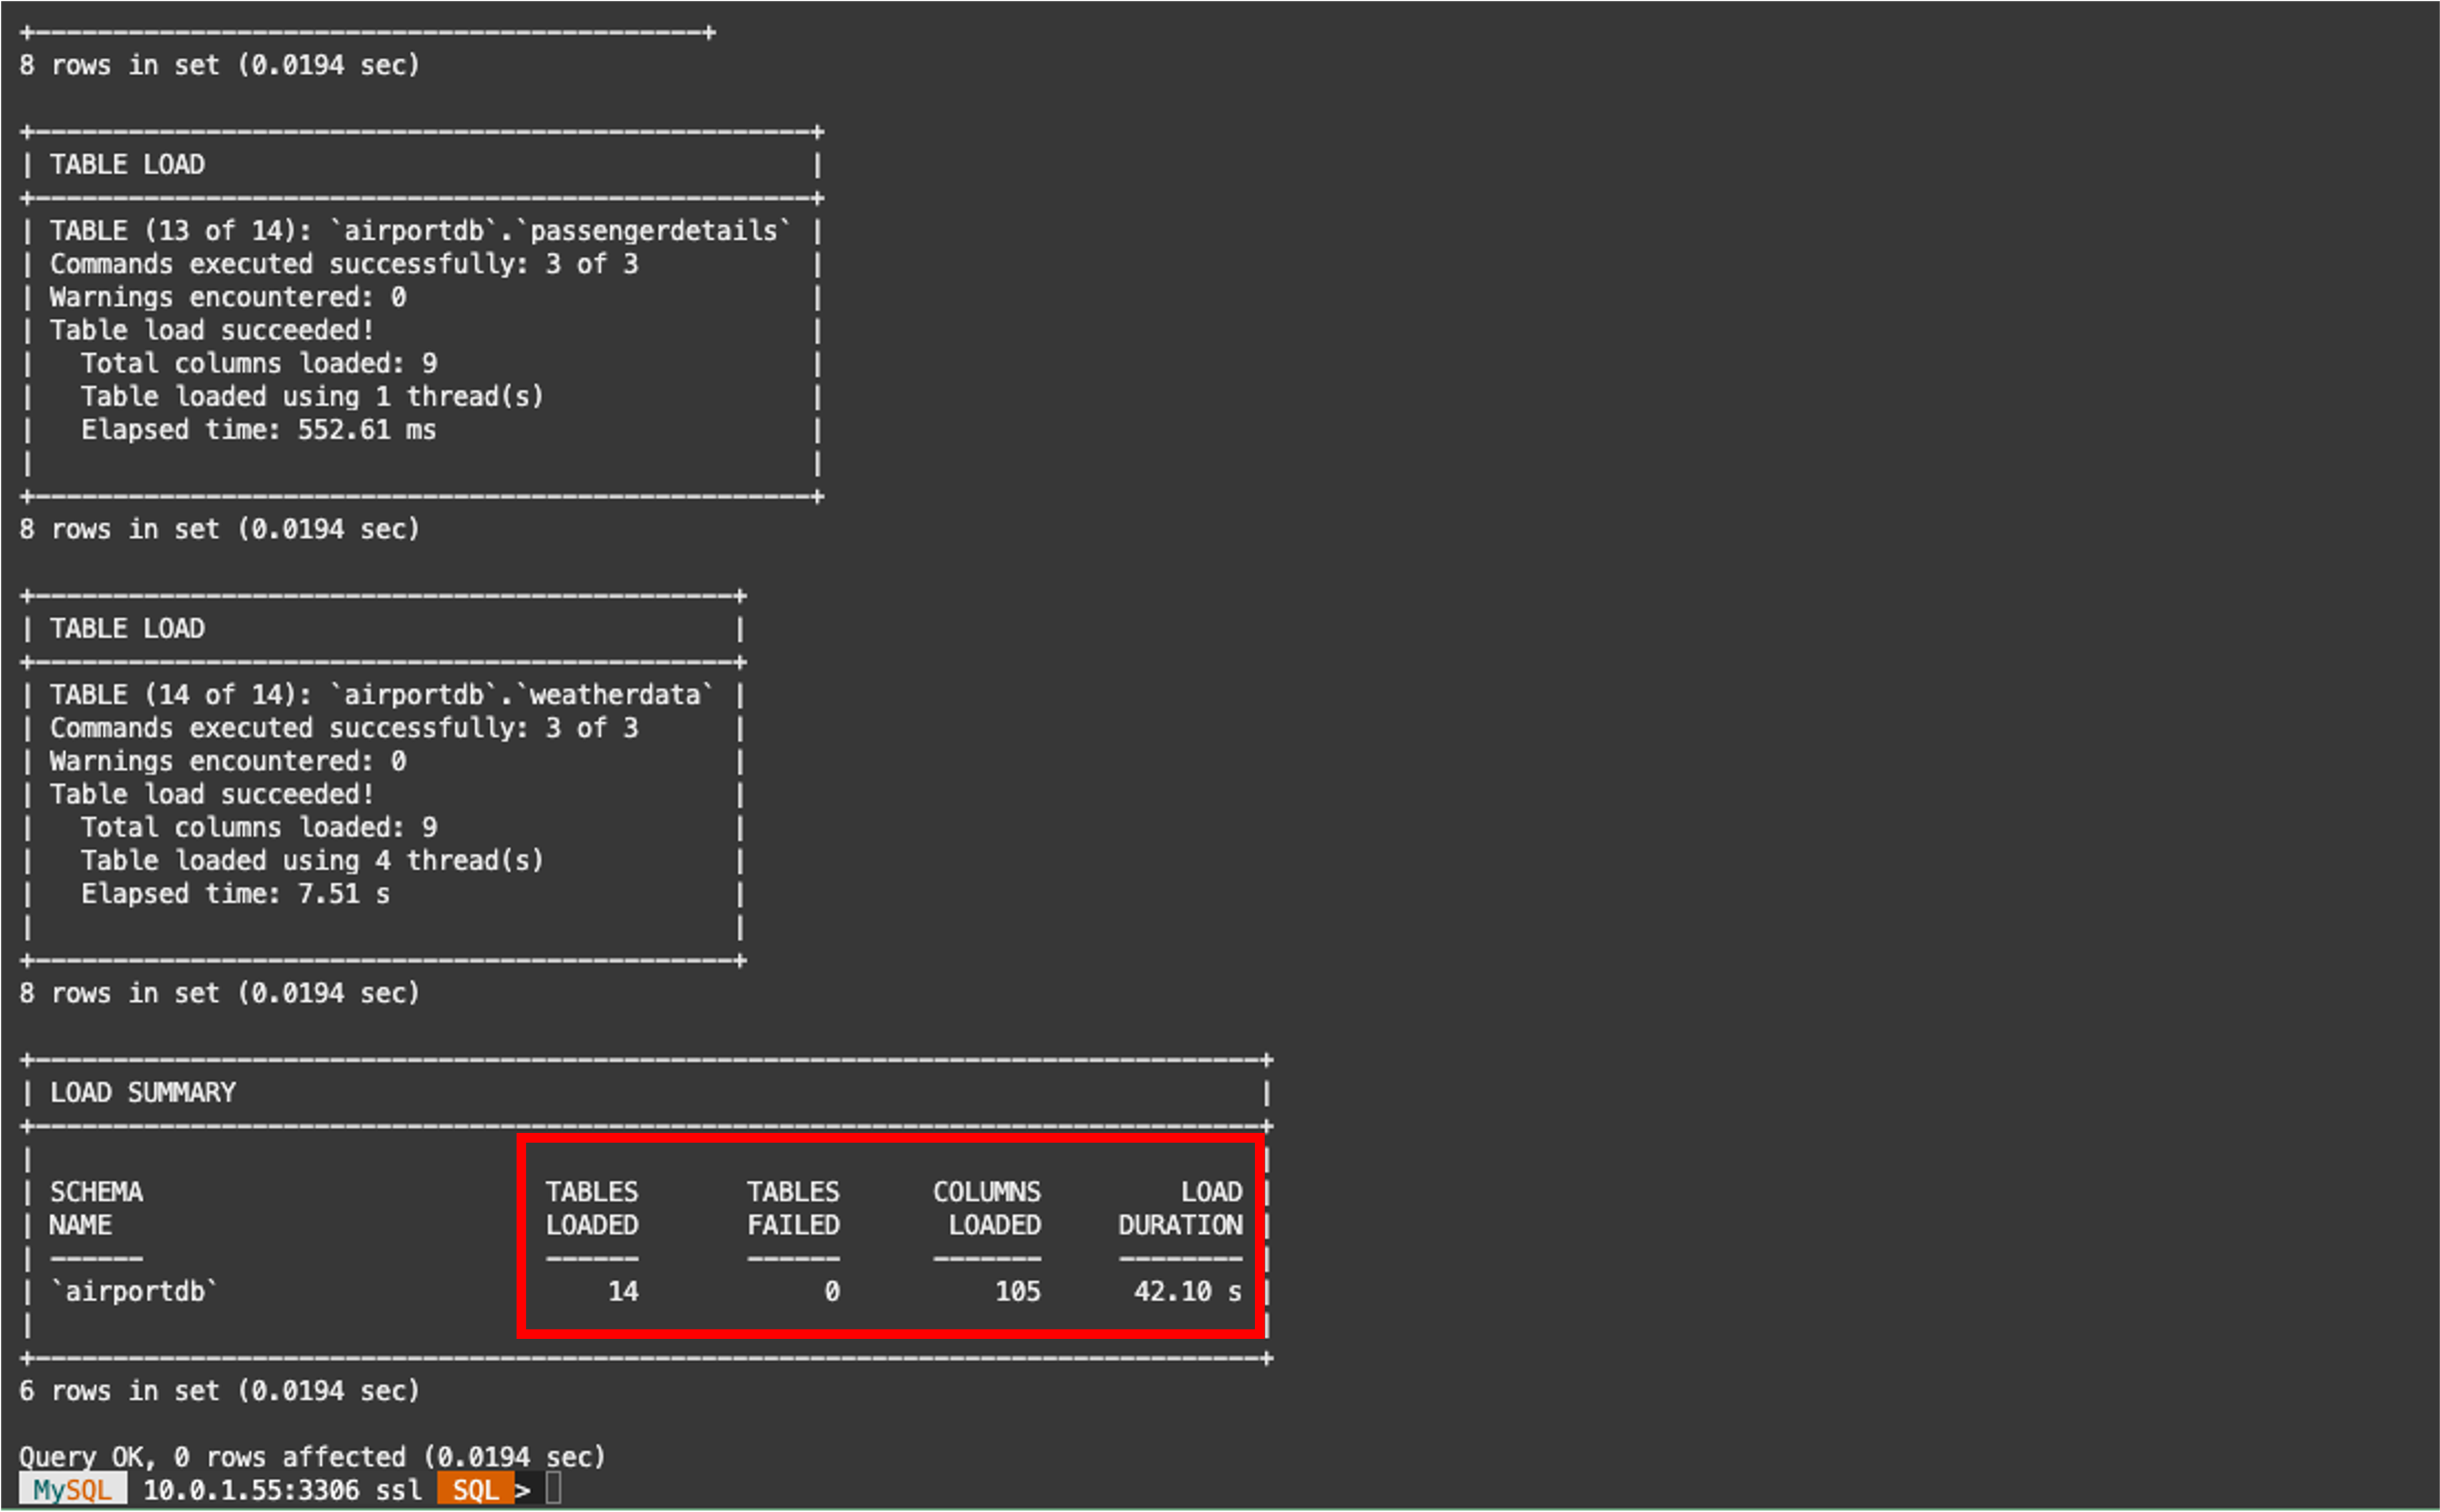 +-------------------------------------------+
8 rows in set (0.0194 sec)
+--------------------------------------------------+
| TABLE LOAD                                       |
+--------------------------------------------------+
| TABLE (13 of 14): `airportdb`.`passengerdetails` |
| Commands executed successfully: 3 of 3           |
| Warnings encountered: 0                          |
| Table load succeeded!                            |
|   Total columns loaded: 9                        |
|   Table loaded using 1 thread(s)                 |
|   Elapsed time: 552.61 ms                        |
|                                                  |
+--------------------------------------------------+
8 rows in set (0.0194 sec)
+---------------------------------------------+
| TABLE LOAD                                  |
+---------------------------------------------+
| TABLE (14 of 14): `airportdb`.`weatherdata` |
| Commands executed successfully: 3 of 3      |
| Warnings encountered: 0                     |
| Table load succeeded!                       |
|   Total columns loaded: 9                   |
|   Table loaded using 4 thread(s)            |
|   Elapsed time: 7.51 s                      |
|                                             |
+---------------------------------------------+
8 rows in set (0.0194 sec)
+-------------------------------------------------------------------------------+
| LOAD SUMMARY                                                                  |
+-------------------------------------------------------------------------------+
|                                                                               |
| SCHEMA                          TABLES       TABLES      COLUMNS         LOAD |
| NAME                            LOADED       FAILED       LOADED     DURATION |
| ------                          ------       ------      -------     -------- |
| `airportdb`                         14            0          105      42.10 s |
|                                                                               |
+-------------------------------------------------------------------------------+
6 rows in set (0.0194 sec)
Query OK, 0 rows affected (0.0194 sec)
MySQL 10.0.1.55:3306 ssl SQL >